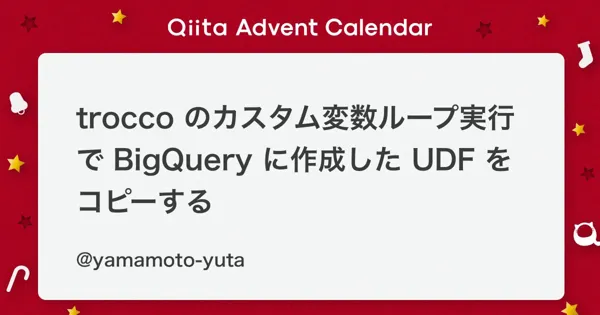 Qiita Advent Calendar
trocco のカスタム変数ループ実行
で BigQuery に作成した UDF を
コピーする
@yamamoto-yuta